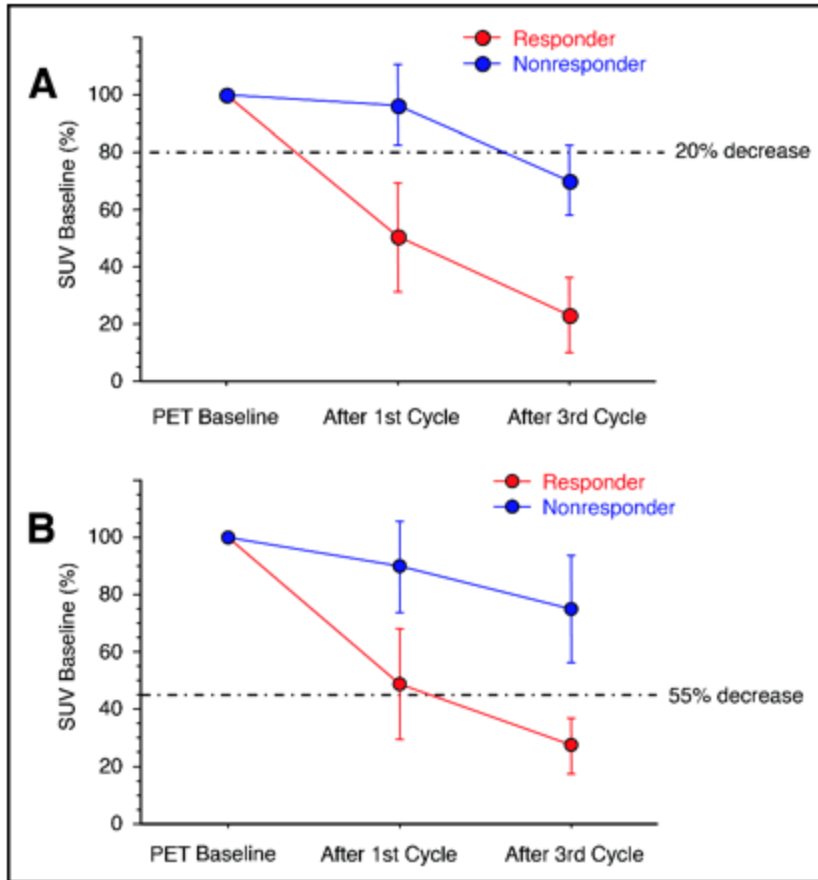 A
Responder
Nonresponder
SUV Baseline (%)
100
80
60
40
20
0
20% decrease
PET Baseline
After 1st Cycle
After 3rd Cycle
B
Responder
Nonresponder
SUV Baseline (%)
100
80
60
40
20
0
55% decrease
PET Baseline
After 1st Cycle
After 3rd Cycle